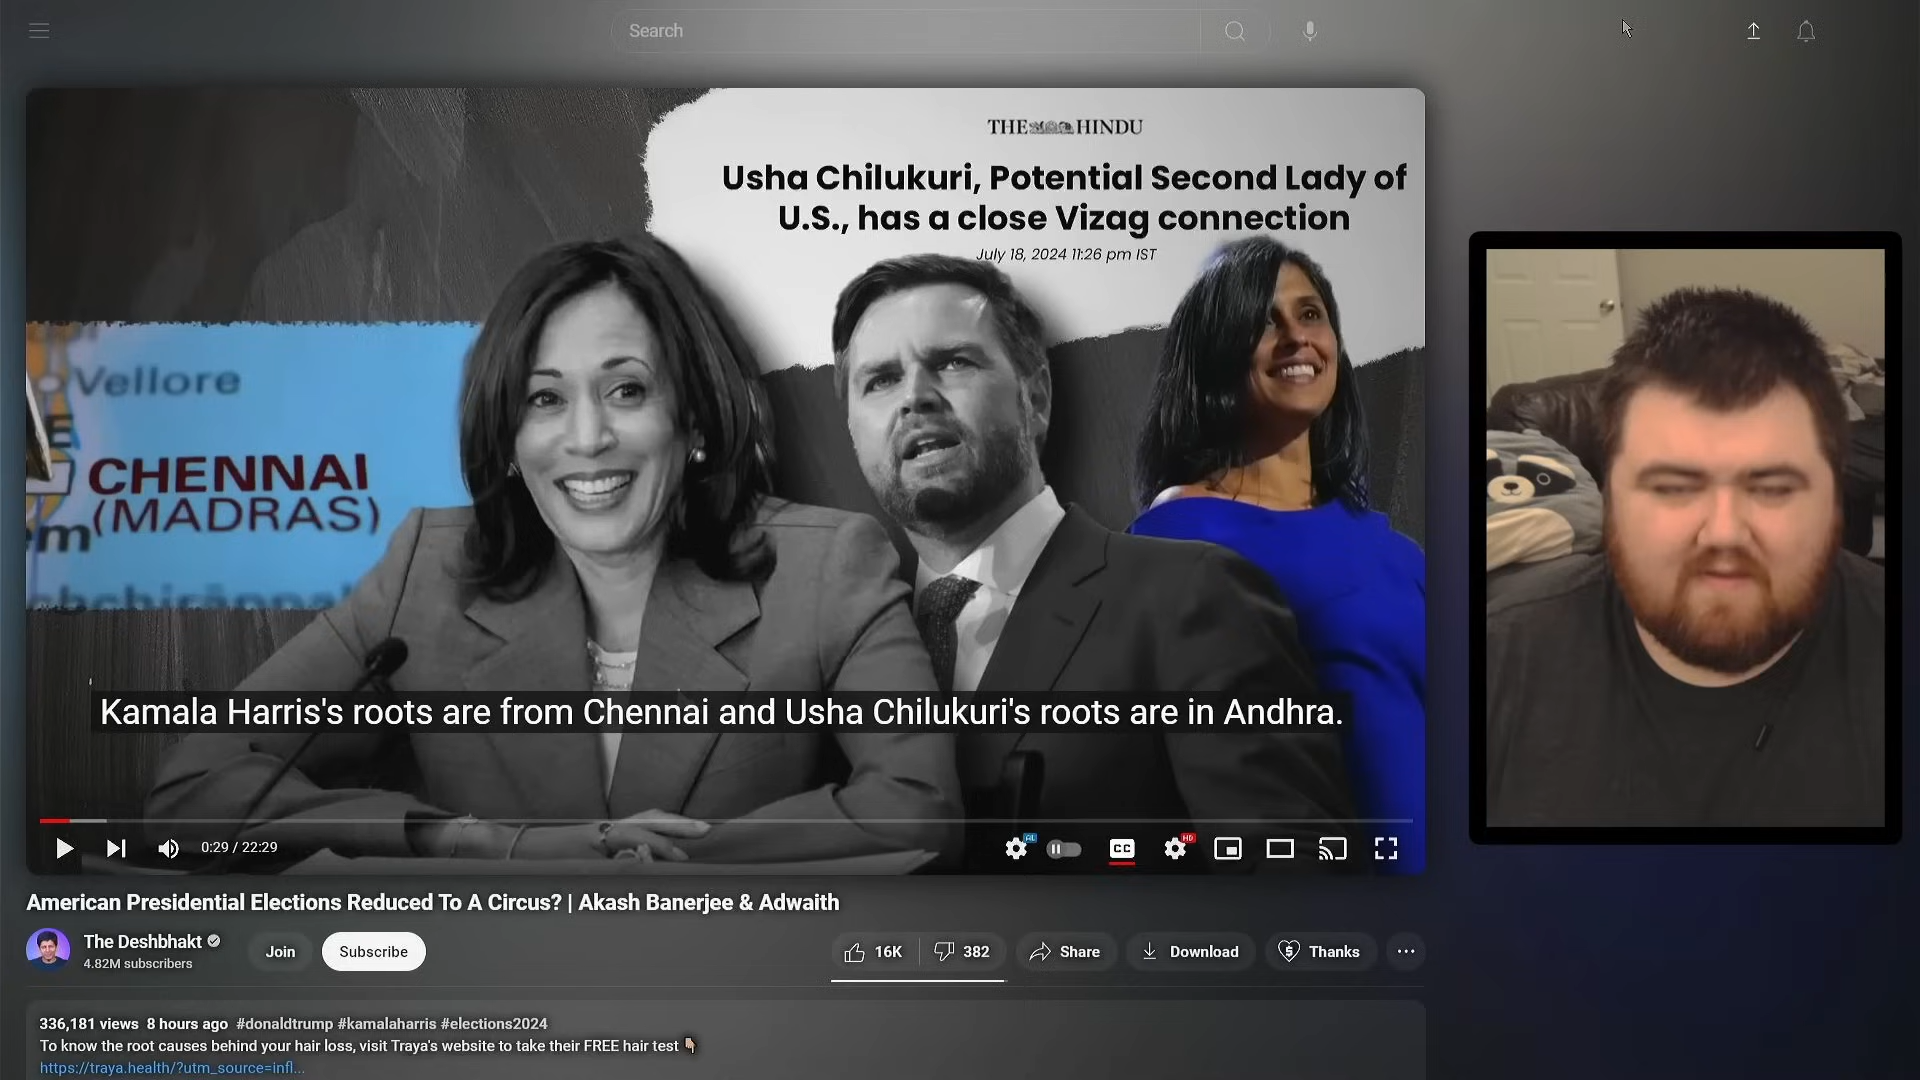 Search
THE HINDU
Usha Chilukuri, Potential Second Lady of
U.S., has a close Vizag connection
July 18, 2024 11:26 pm IST
Vellore
CHENNAI
(MADRAS)
Kamala Harris's roots are from Chennai and Usha Chilukuri's roots are in Andhra.
0:29 / 22:29
CC
HD
American Presidential Elections Reduced To A Circus? | Akash Banerjee & Adwaith
The Deshbhakt
4.82M subscribers
Join
Subscribe
16K
382
Share
Download
Thanks
336,181 views 8 hours ago #donaldtrump #kamalaharris #elections2024
To know the root causes behind your hair loss, visit Traya's website to take their FREE hair test
https://traya.health/?utm_source=infl...